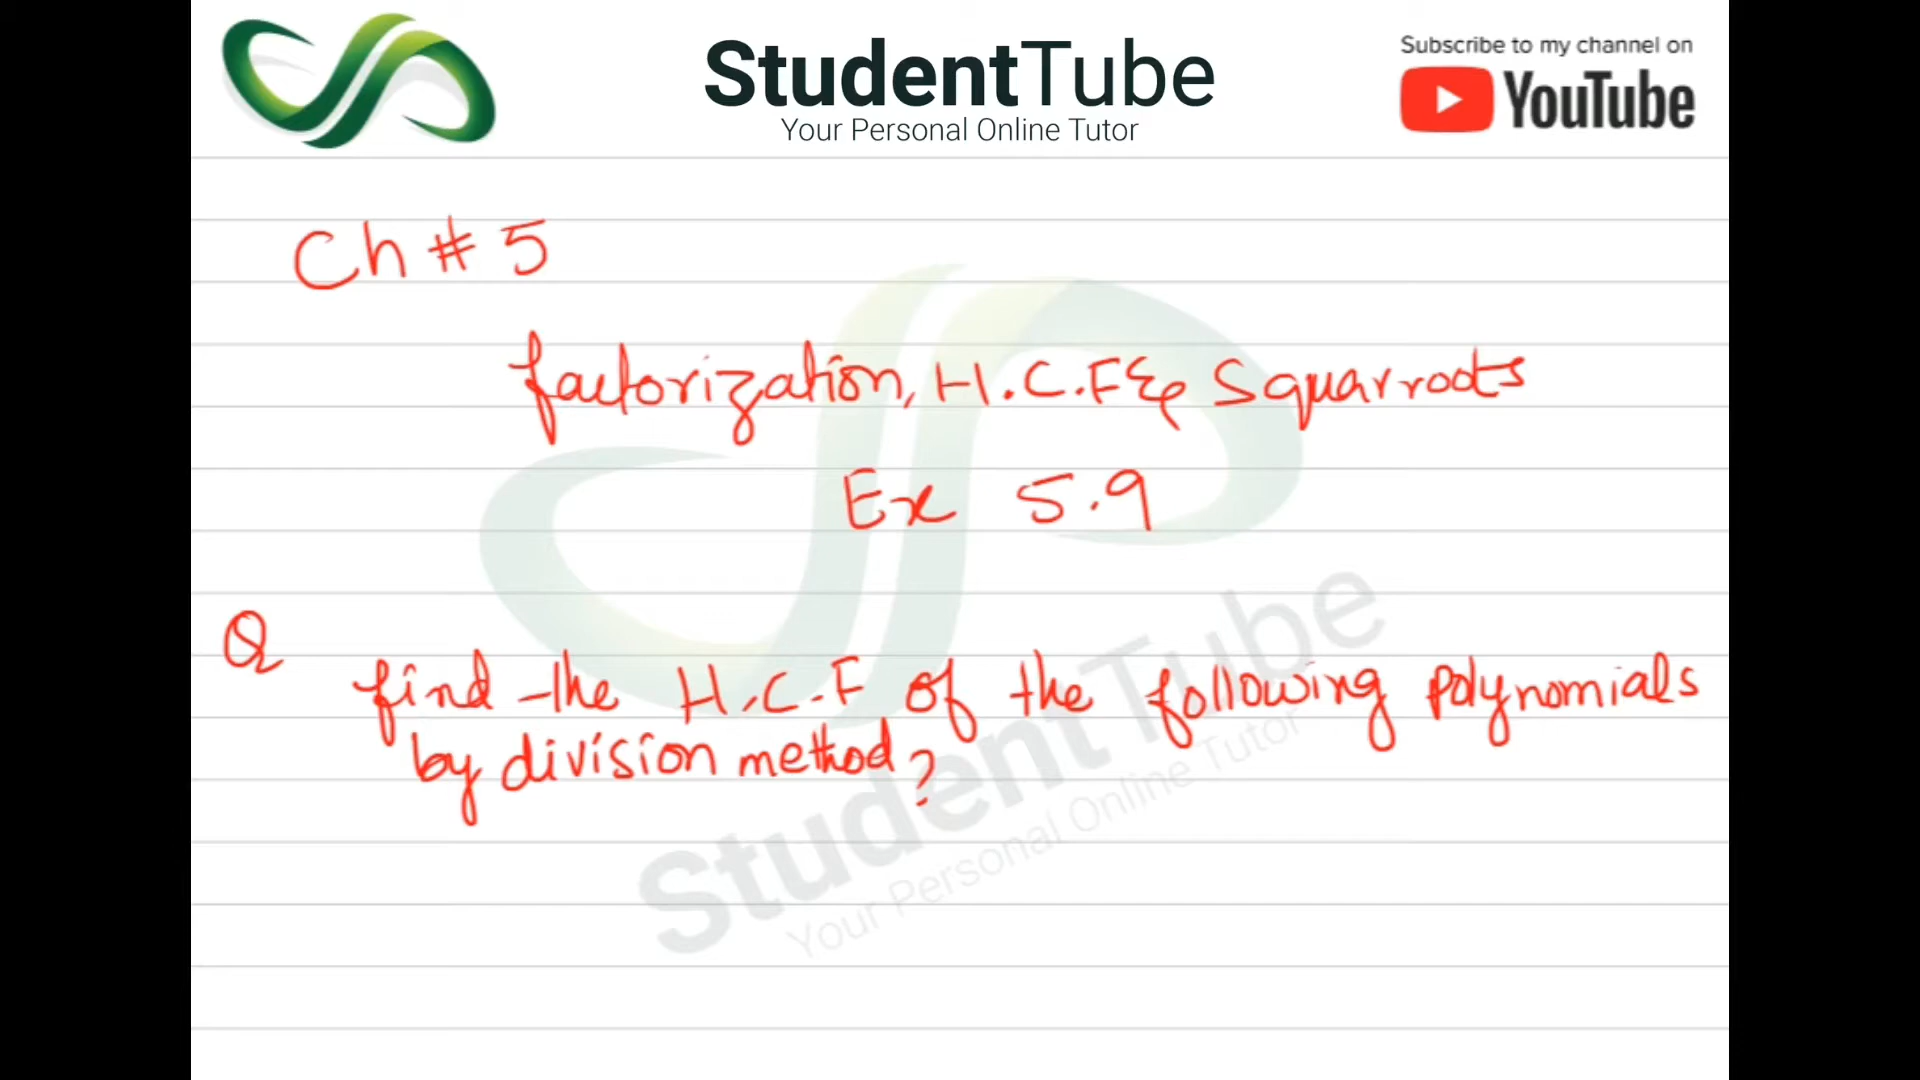 StudentTube
Your Personal Online Tutor
Subscribe to my channel on
YouTube
Ch # 5
factorization, H.C.F & Squarroots
Ex 5.9
Q
find the H.C.F of the following polynomials
by division method?
StudentTube
Your Personal Online Tutor